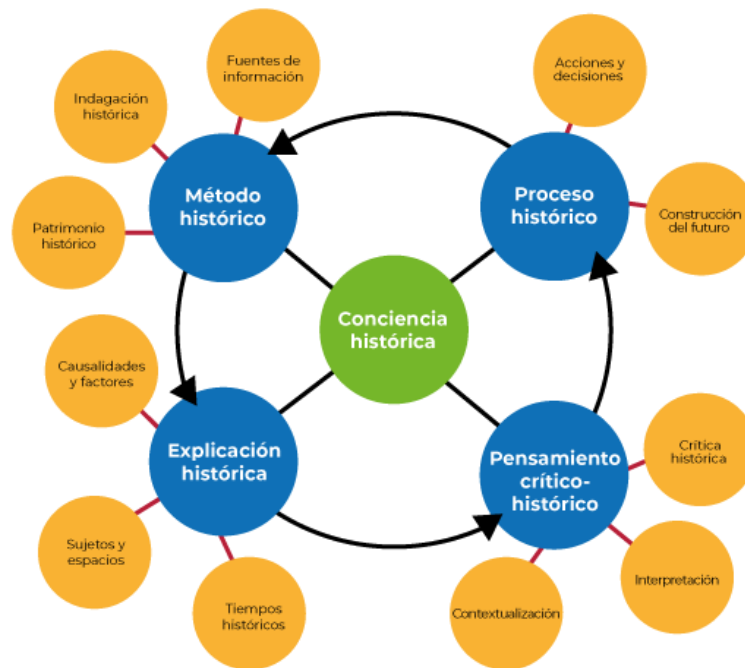 Fuentes de
información
Indagación
histórica
Patrimonio
histórico
Método
histórico
Acciones y
decisiones
Construcción
del futuro
Proceso
histórico
Conciencia
histórica
Causalidades
y factores
Sujetos y
espacios
Tiempos
históricos
Explicación
histórica
Pensamiento
crítico-
histórico
Crítica
histórica
Interpretación
Contextualización